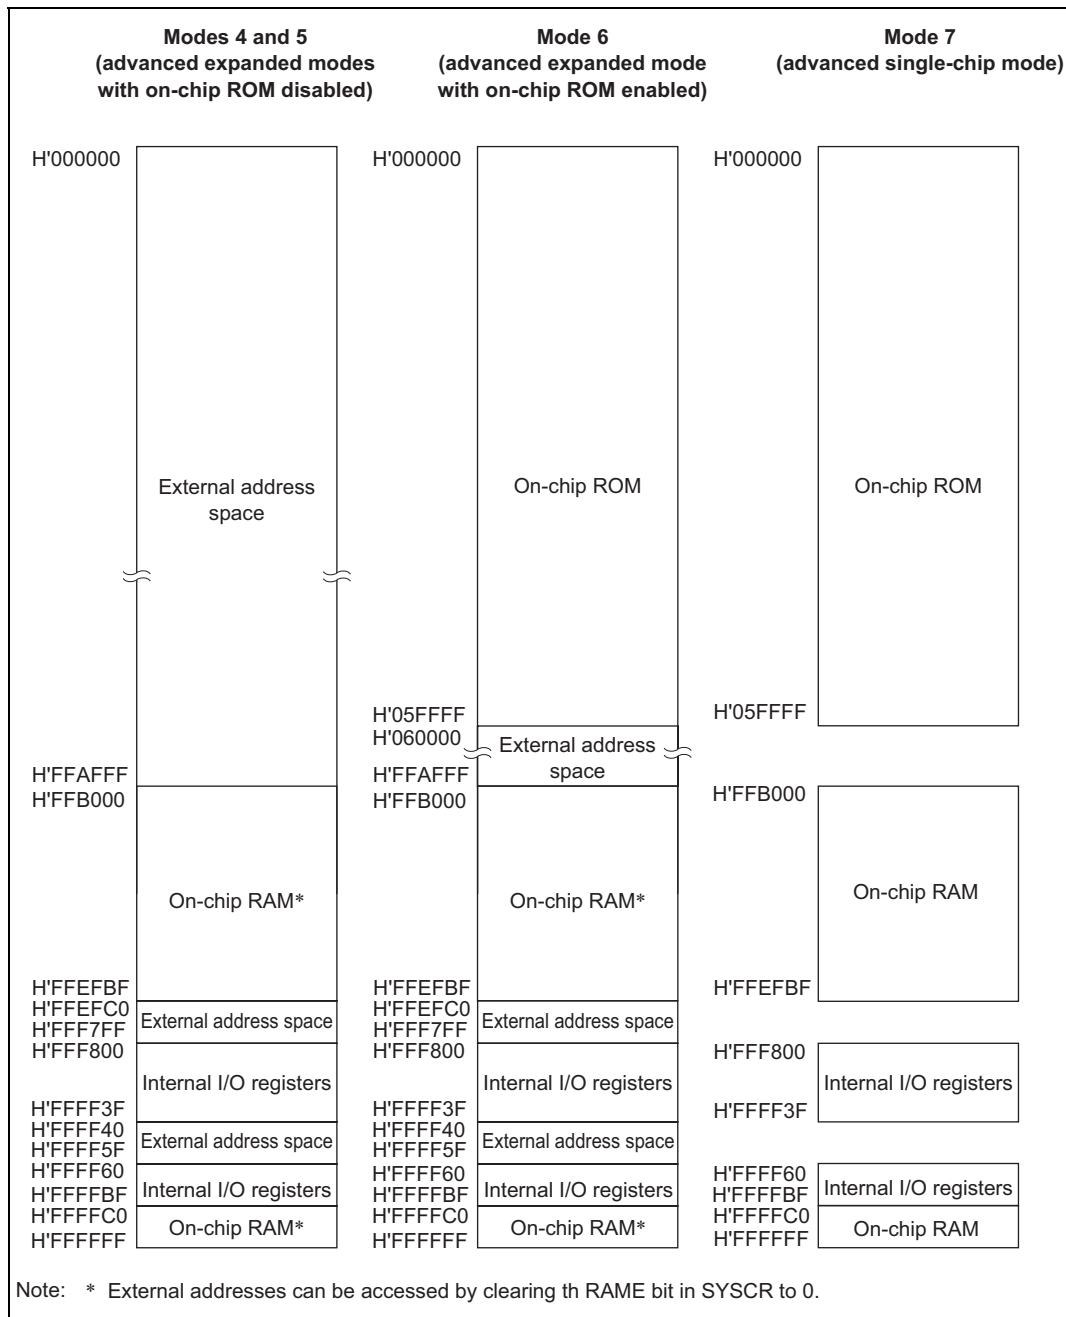 Modes 4 and 5
(advanced expanded modes
with on-chip ROM disabled)
H'000000
External address
space
H'FFAFFF
H'FFB000
On-chip RAM*
H'FFEFBF
H'FFEFC0
External address space
H'FFF7FF
H'FFF800
Internal I/O registers
H'FFFF3F
H'FFFF40
External address space
H'FFFF5F
H'FFFF60
Internal I/O registers
H'FFFFBF
H'FFFFC0
On-chip RAM*
H'FFFFFF
Mode 6
(advanced expanded mode
with on-chip ROM enabled)
H'000000
On-chip ROM
H'05FFFF
H'060000
External address
space
H'FFAFFF
H'FFB000
On-chip RAM*
H'FFEFBF
H'FFEFC0
External address space
H'FFF7FF
H'FFF800
Internal I/O registers
H'FFFF3F
H'FFFF40
External address space
H'FFFF5F
H'FFFF60
Internal I/O registers
H'FFFFBF
H'FFFFC0
On-chip RAM*
H'FFFFFF
Mode 7
(advanced single-chip mode)
H'000000
On-chip ROM
H'05FFFF
H'FFB000
On-chip RAM
H'FFEFBF
H'FFF800
Internal I/O registers
H'FFFF3F
H'FFFF60
Internal I/O registers
H'FFFFBF
H'FFFFC0
On-chip RAM
H'FFFFFF
Note: * External addresses can be accessed by clearing th RAME bit in SYSCR to 0.